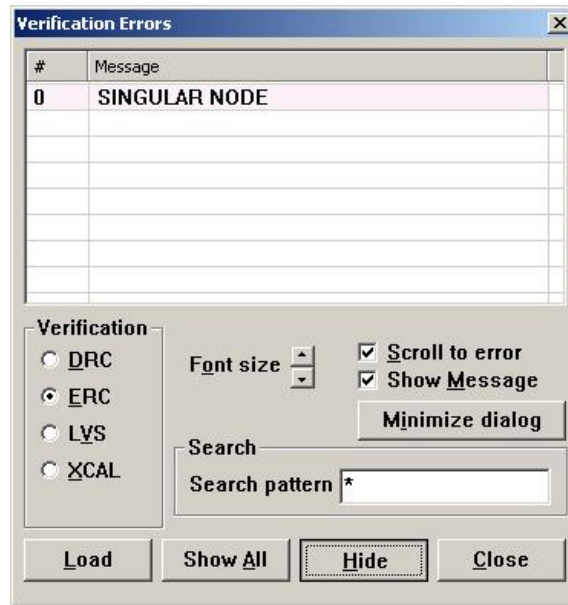 Verification Errors
# Message
0 SINGULAR NODE
Verification
DRC
ERC
LVS
XCAL
Font size
Scroll to error
Show Message
Minimize dialog
Search
Search pattern *
Load Show All Hide Close